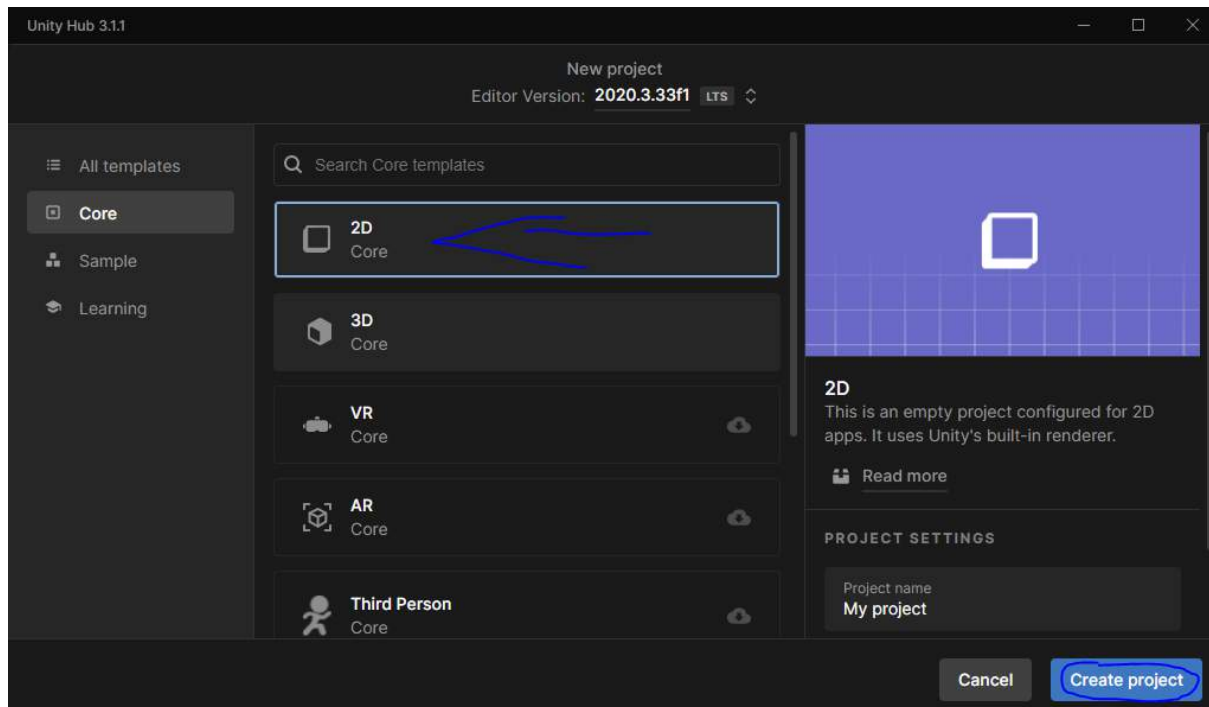 Unity Hub 3.1.1
New project
Editor Version: 2020.3.33f1 LTS
All templates
Core
Sample
Learning
Search Core templates
2D
Core
3D
Core
VR
Core
AR
Core
Third Person
Core
2D
This is an empty project configured for 2D
apps. It uses Unity's built-in renderer.
Read more
PROJECT SETTINGS
Project name
My project
Cancel
Create project